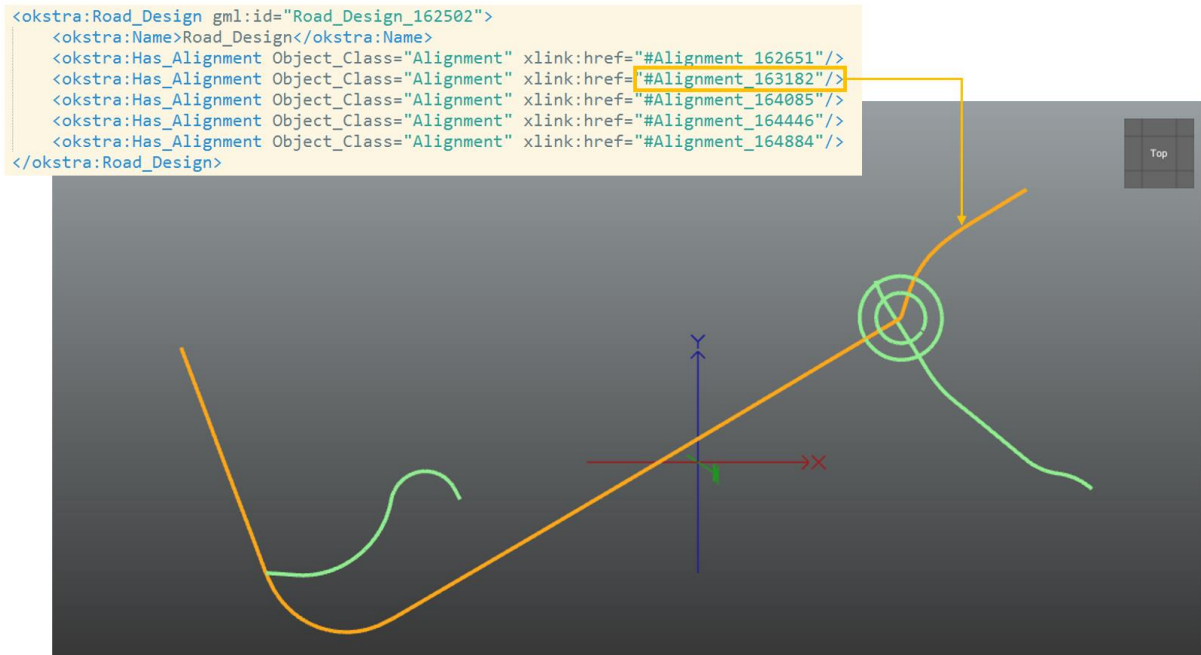 <okstra:Road_Design gml:id="Road_Design_162502">
<okstra:Name>Road_Design</okstra:Name>
<okstra:Has_Alignment Object_Class="Alignment" xlink:href="#Alignment_162651"/>
<okstra:Has_Alignment Object_Class="Alignment" xlink:href="#Alignment_163182"/>
<okstra:Has_Alignment Object_Class="Alignment" xlink:href="#Alignment_164085"/>
<okstra:Has_Alignment Object_Class="Alignment" xlink:href="#Alignment_164446"/>
<okstra:Has_Alignment Object_Class="Alignment" xlink:href="#Alignment_164884"/>
</okstra:Road_Design>
Top
Y
X